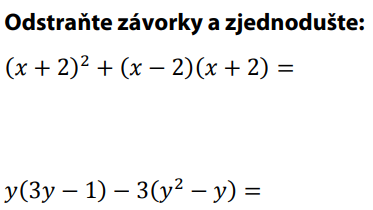 Odstraňte závorky a zjednodušte:
(x + 2)² + (x − 2)(x + 2) =
y(3y − 1) − 3(y² − y) =